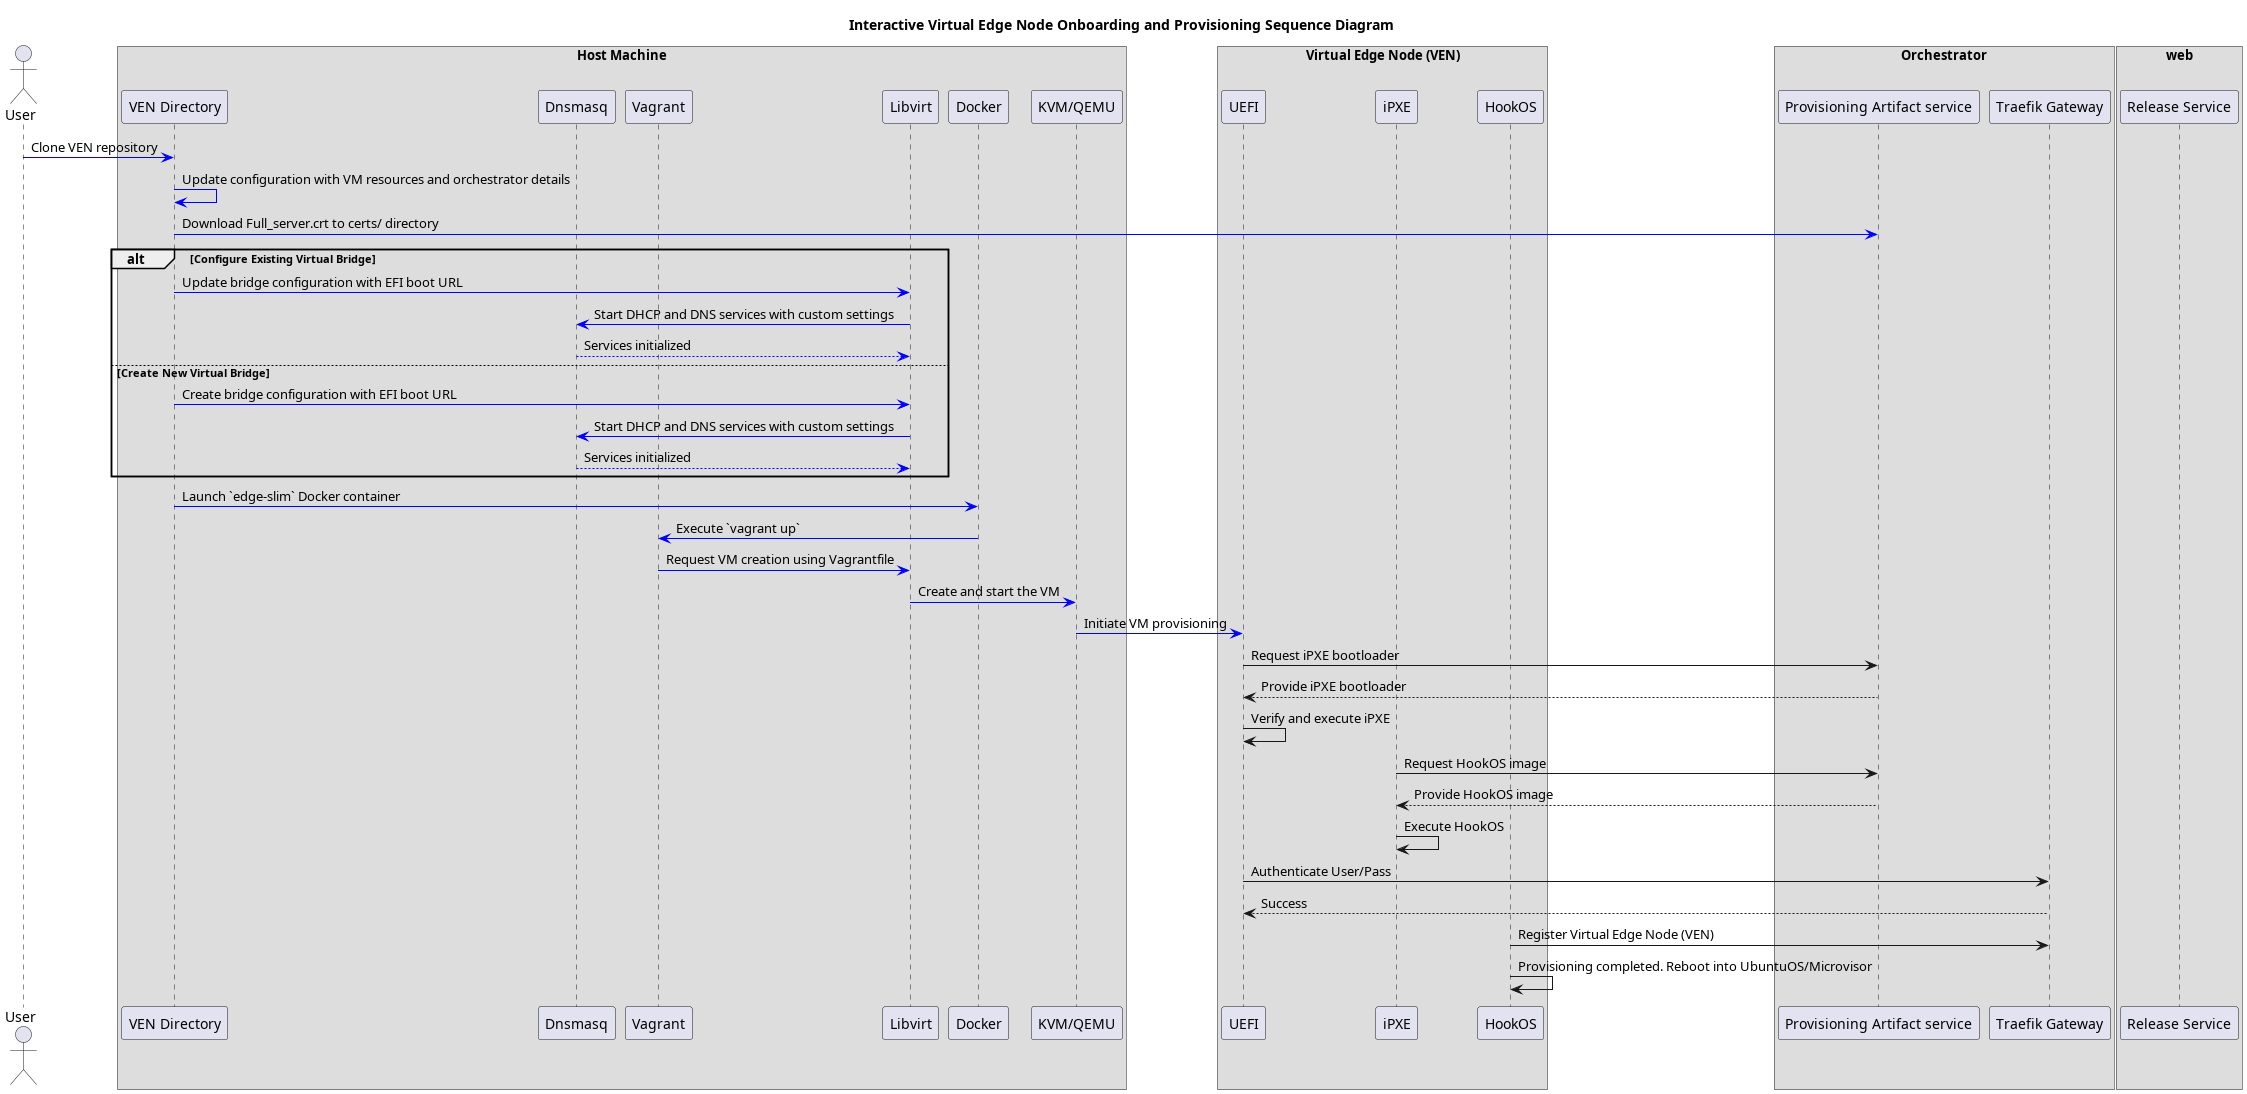 Interactive Virtual Edge Node Onboarding and Provisioning Sequence Diagram
Host Machine
Virtual Edge Node (VEN)
Orchestrator
web
User
VEN Directory
Dnsmasq
Vagrant
Libvirt
Docker
KVM/QEMU
UEFI
iPXE
HookOS
Provisioning Artifact service
Traefik Gateway
Release Service
Clone VEN repository
Update configuration with VM resources and orchestrator details
Download Full_server.crt to certs/ directory
alt
[Configure Existing Virtual Bridge]
Update bridge configuration with EFI boot URL
Start DHCP and DNS services with custom settings
Services initialized
[Create New Virtual Bridge]
Create bridge configuration with EFI boot URL
Start DHCP and DNS services with custom settings
Services initialized
Launch `edge-slim` Docker container
Execute `vagrant up`
Request VM creation using Vagrantfile
Create and start the VM
Initiate VM provisioning
Request iPXE bootloader
Provide iPXE bootloader
Verify and execute iPXE
Request HookOS image
Provide HookOS image
Execute HookOS
Authenticate User/Pass
Success
Register Virtual Edge Node (VEN)
Provisioning completed. Reboot into UbuntuOS/Microvisor
User
VEN Directory
Dnsmasq
Vagrant
Libvirt
Docker
KVM/QEMU
UEFI
iPXE
HookOS
Provisioning Artifact service
Traefik Gateway
Release Service